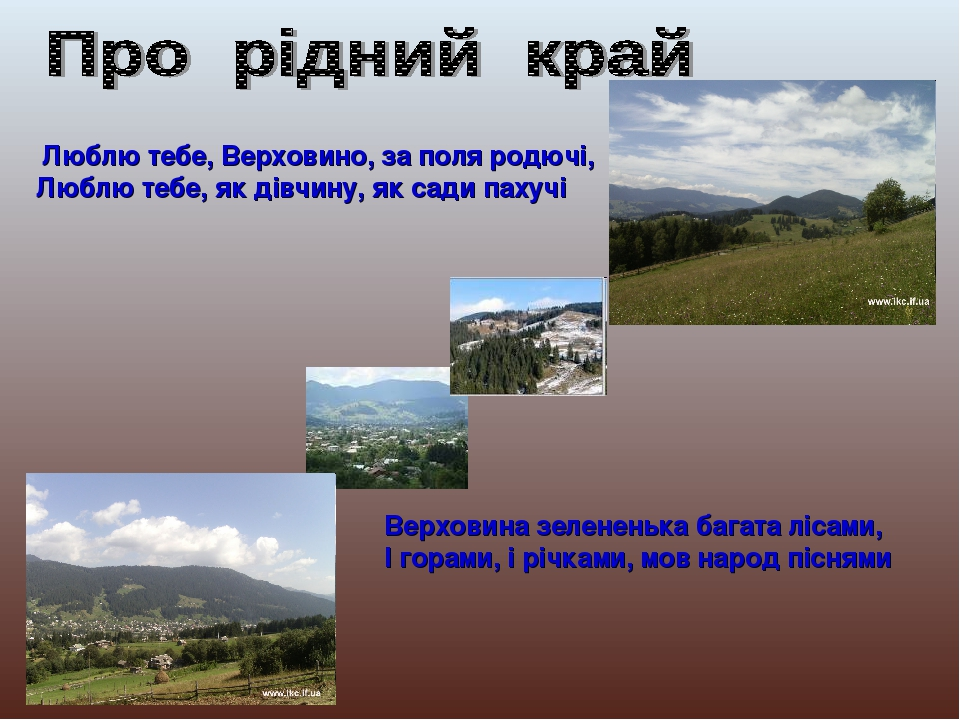 Про рідний край
Люблю тебе, Верховино, за поля родючі,
Люблю тебе, як дівчину, як сади пахучі
www.ikc.if.ua
Верховина зелененька багата лісами,
І горами, і річками, мов народ піснями
www.ikc.if.ua